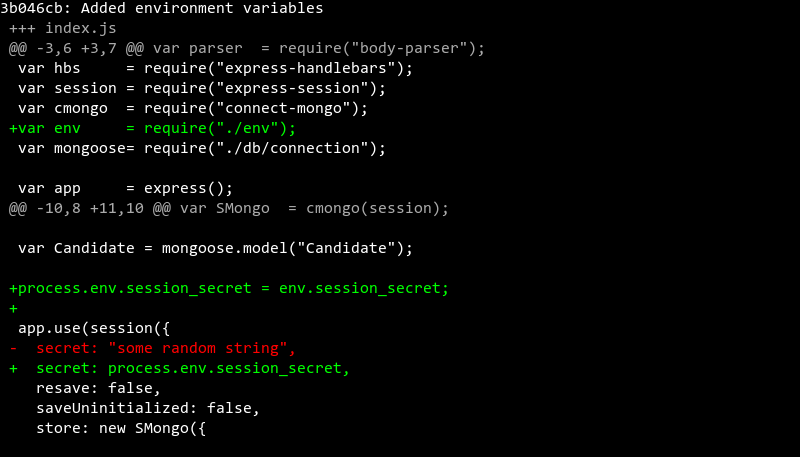 3b046cb: Added environment variables
+++ index.js
@@ -3,6 +3,7 @@ var parser  = require("body-parser");
 var hbs     = require("express-handlebars");
 var session = require("express-session");
 var cmongo  = require("connect-mongo");
+var env     = require("./env");
 var mongoose= require("./db/connection");
 var app     = express();
@@ -10,8 +11,10 @@ var SMongo  = cmongo(session);
 var Candidate = mongoose.model("Candidate");
+process.env.session_secret = env.session_secret;
+
 app.use(session({
-  secret: "some random string",
+  secret: process.env.session_secret,
   resave: false,
   saveUninitialized: false,
   store: new SMongo({